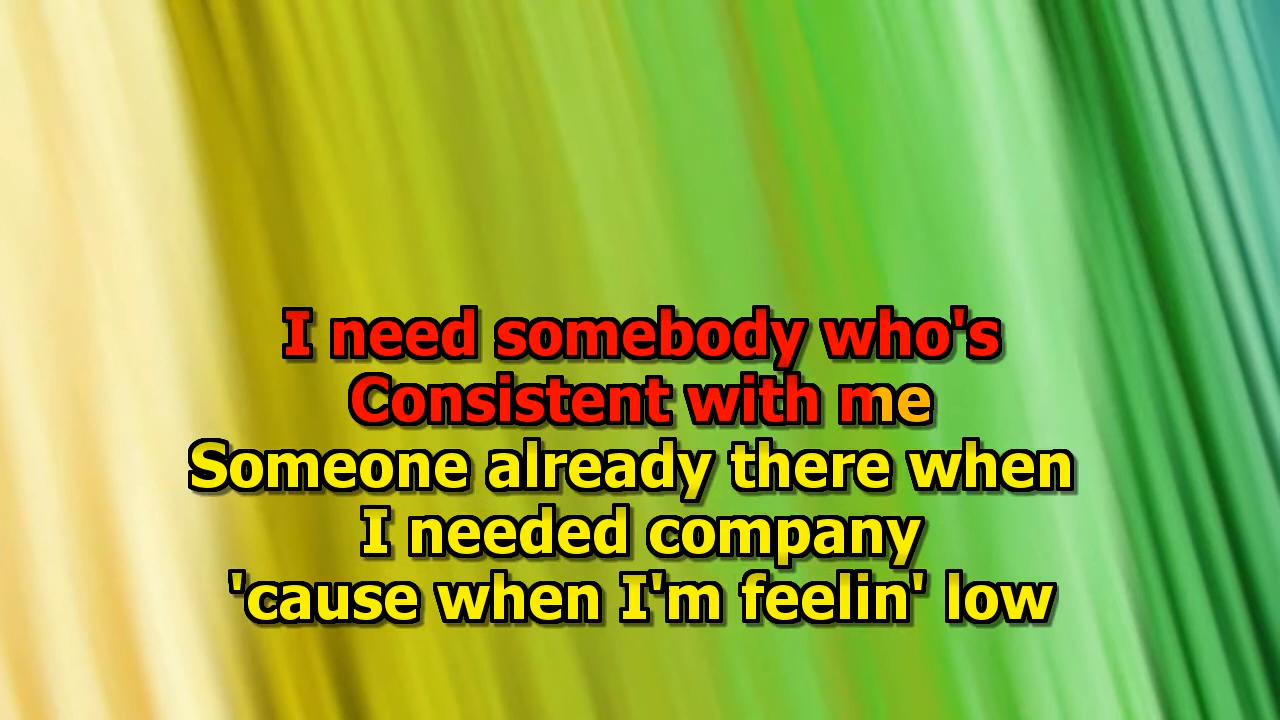 I need somebody who's
Consistent with me
Someone already there when
I needed company
'cause when I'm feelin' low